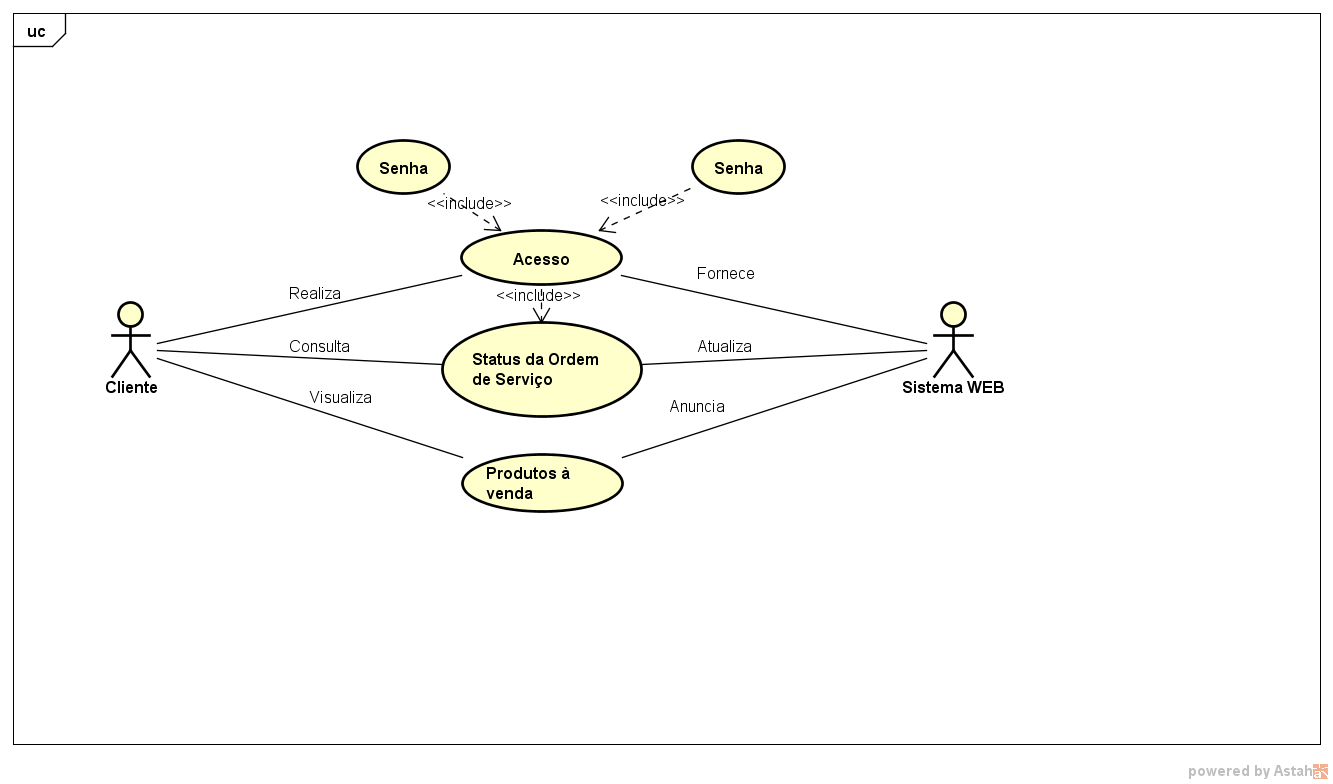 uc
Senha
Senha
<<include>>
<<include>>
Acesso
Fornece
Realiza
<<include>>
Consulta
Atualiza
Status da Ordem
de Serviço
Cliente
Sistema WEB
Visualiza
Anuncia
Produtos à
venda
powered by Astah